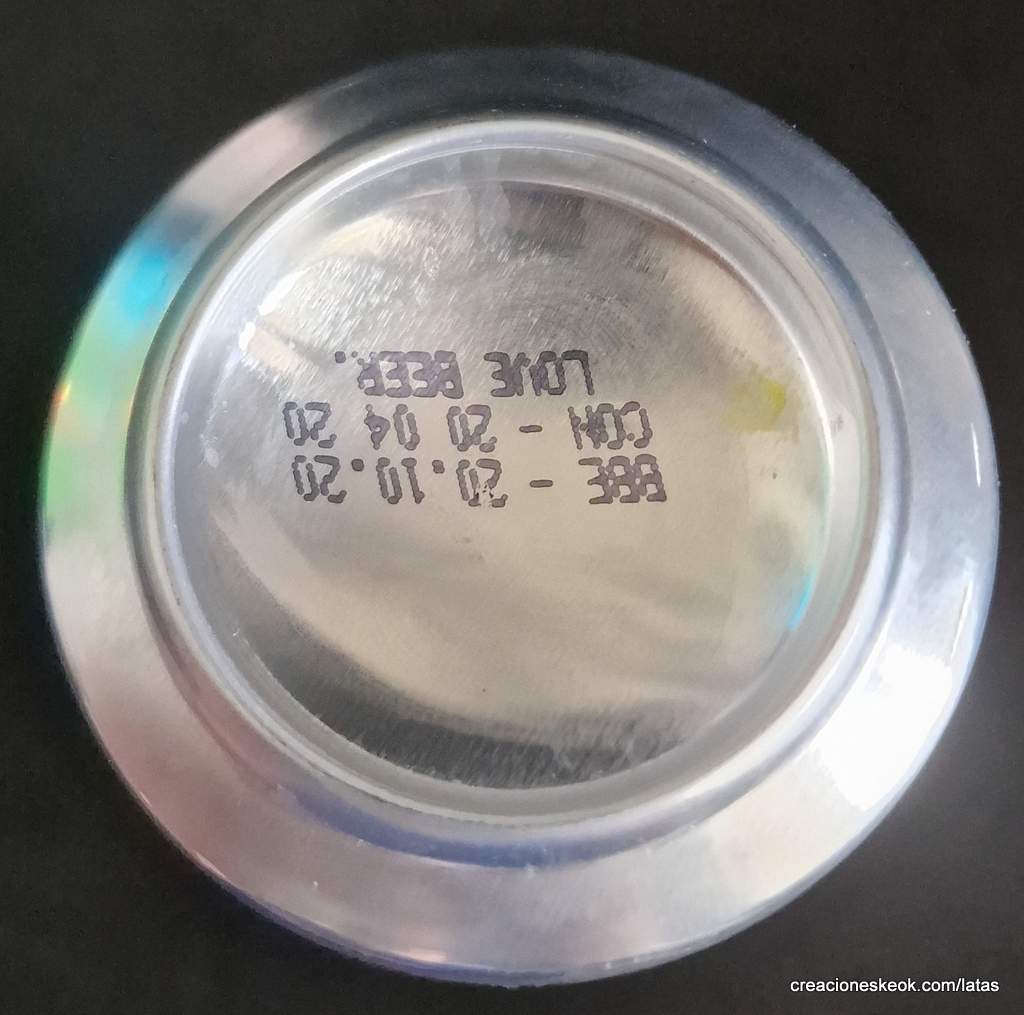 BBE - 20.10.20
CON - 20 04 20
LOVE BEER..
creacioneskeok.com/latas